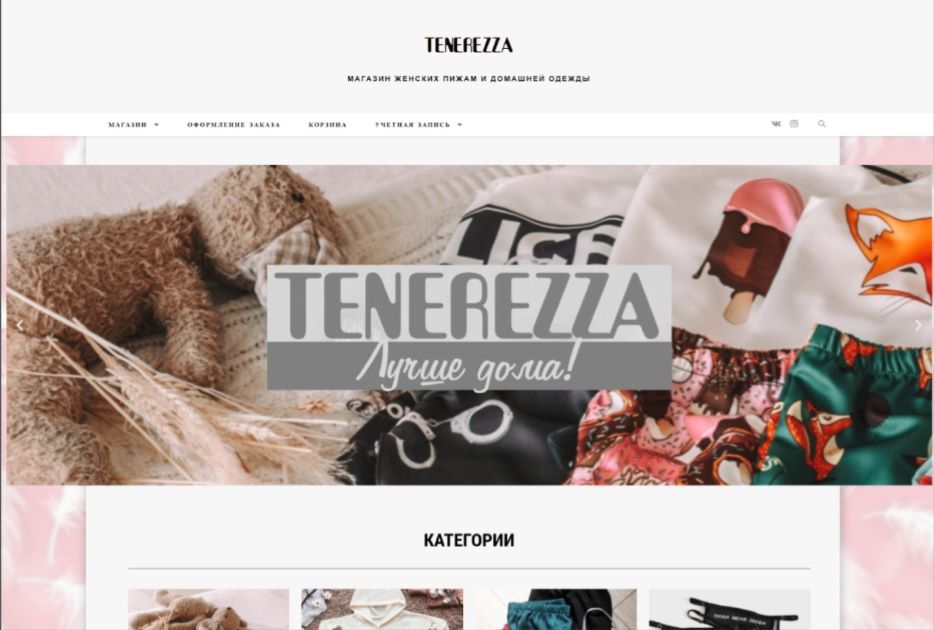 TENEREZZA
МАГАЗИН ЖЕНСКИХ ПИЖАМ И ДОМАШНЕЙ ОДЕЖДЫ
МАГАЗИН ОФОРМЛЕНИЕ ЗАКАЗА КОРЗИНА УЧЕТНАЯ ЗАПИСЬ
TENEREZZA
Лучше дома!
КАТЕГОРИИ